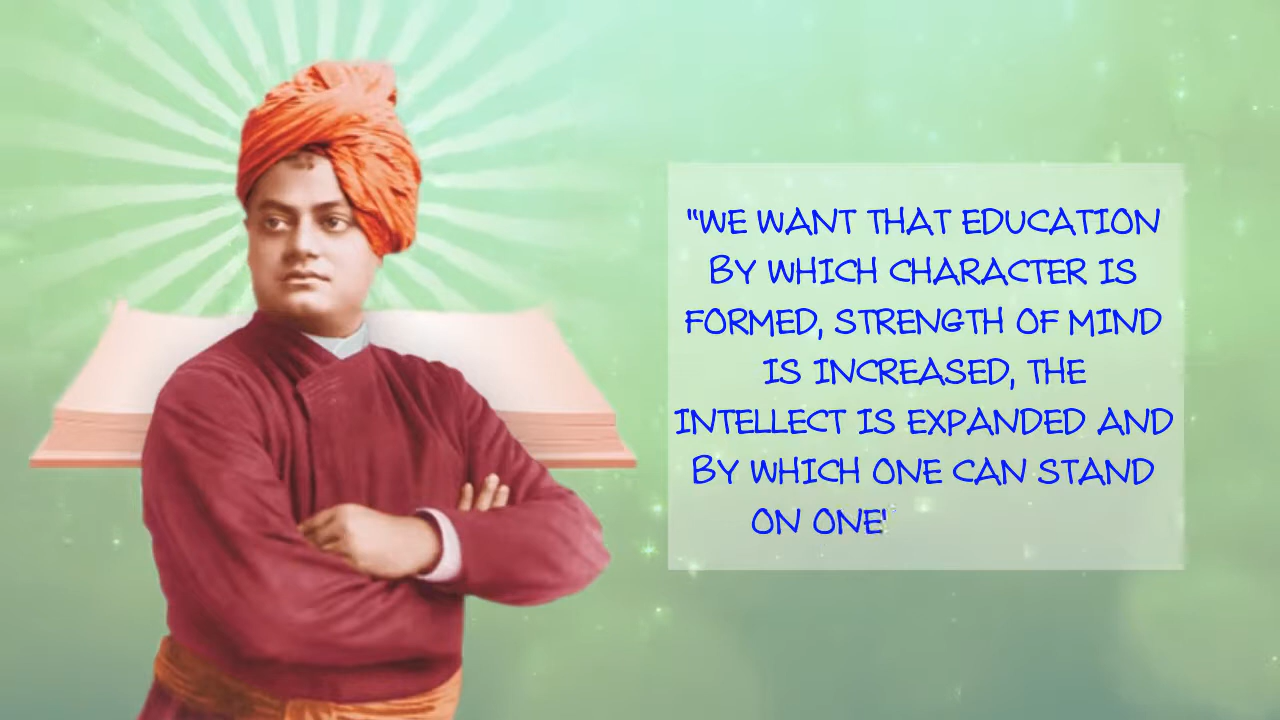 "WE WANT THAT EDUCATION
BY WHICH CHARACTER IS
FORMED, STRENGTH OF MIND
IS INCREASED, THE
INTELLECT IS EXPANDED AND
BY WHICH ONE CAN STAND
ON ONE'